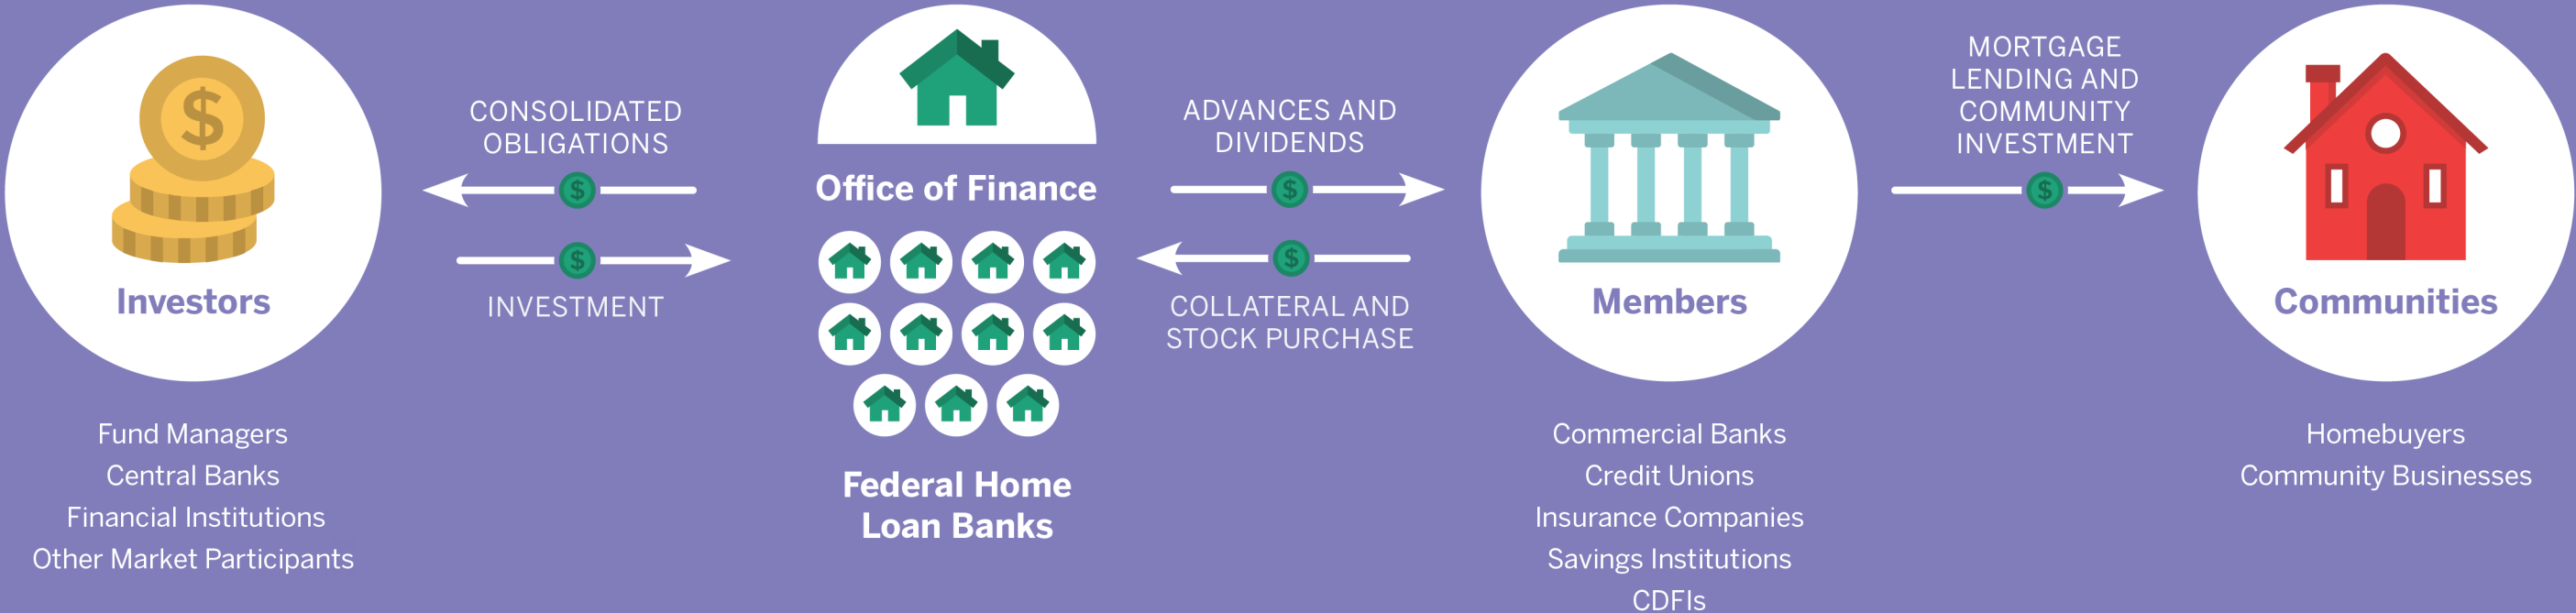 Investors
Fund Managers
Central Banks
Financial Institutions
Other Market Participants
CONSOLIDATED
OBLIGATIONS
$
$
$
INVESTMENT
Office of Finance
Federal Home
Loan Banks
ADVANCES AND
DIVIDENDS
$
$
COLLATERAL AND
STOCK PURCHASE
Members
Commercial Banks
Credit Unions
Insurance Companies
Savings Institutions
CDFIs
MORTGAGE
LENDING AND
COMMUNITY
INVESTMENT
$
Communities
Homebuyers
Community Businesses